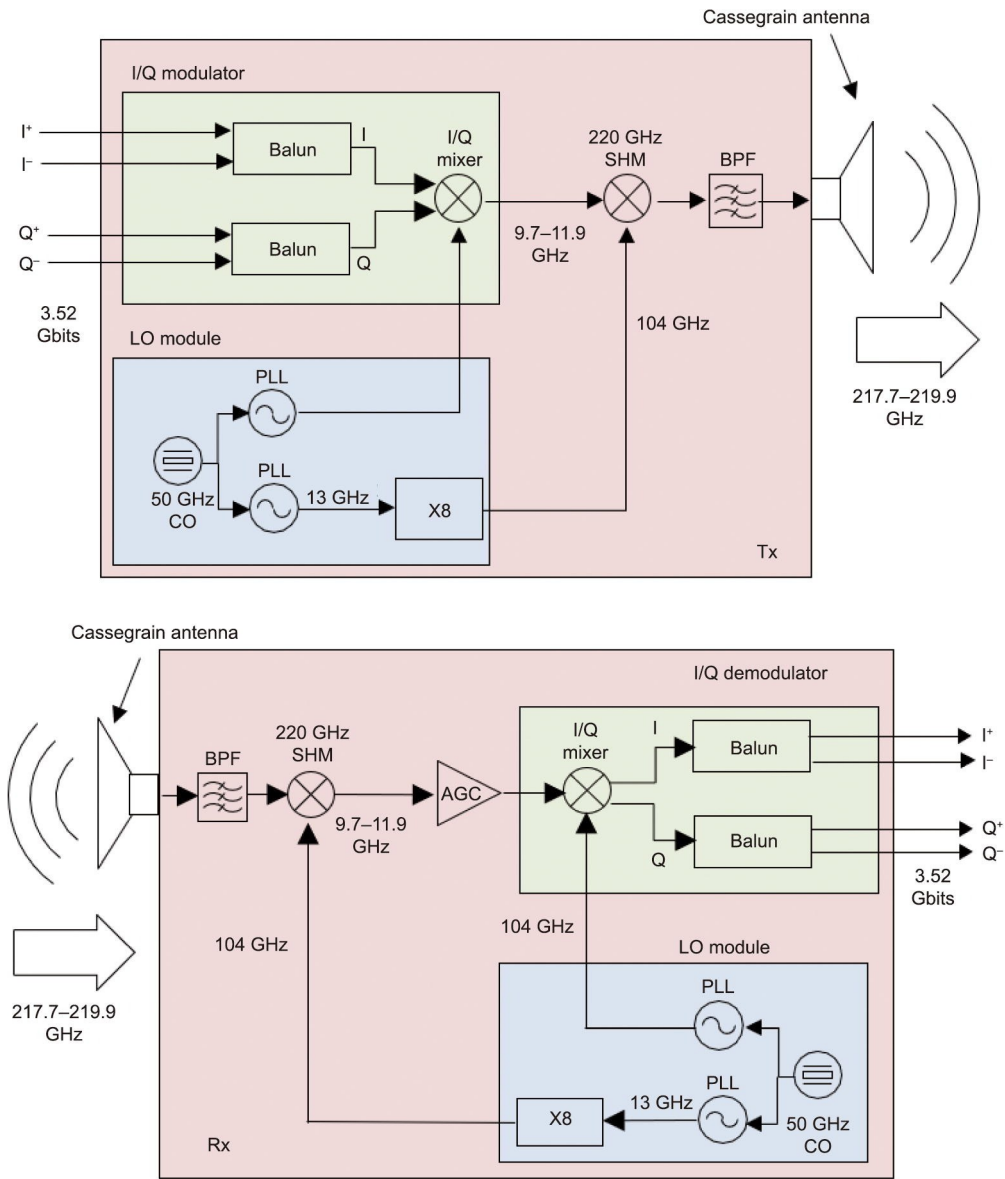 Cassegrain antenna
I/Q modulator
I⁺
I⁻
Balun
I
I/Q
mixer
220 GHz
SHM
BPF
Q⁺
Q⁻
Balun
Q
9.7–11.9
GHz
3.52
Gbits
LO module
104 GHz
217.7–219.9
GHz
PLL
50 GHz
CO
PLL
13 GHz
X8
Tx
Cassegrain antenna
I/Q demodulator
BPF
220 GHz
SHM
AGC
I/Q
mixer
I
Balun
I⁺
I⁻
9.7–11.9
GHz
Q
Balun
Q⁺
Q⁻
3.52
Gbits
104 GHz
104 GHz
LO module
217.7–219.9
GHz
PLL
PLL
13 GHz
X8
50 GHz
CO
Rx